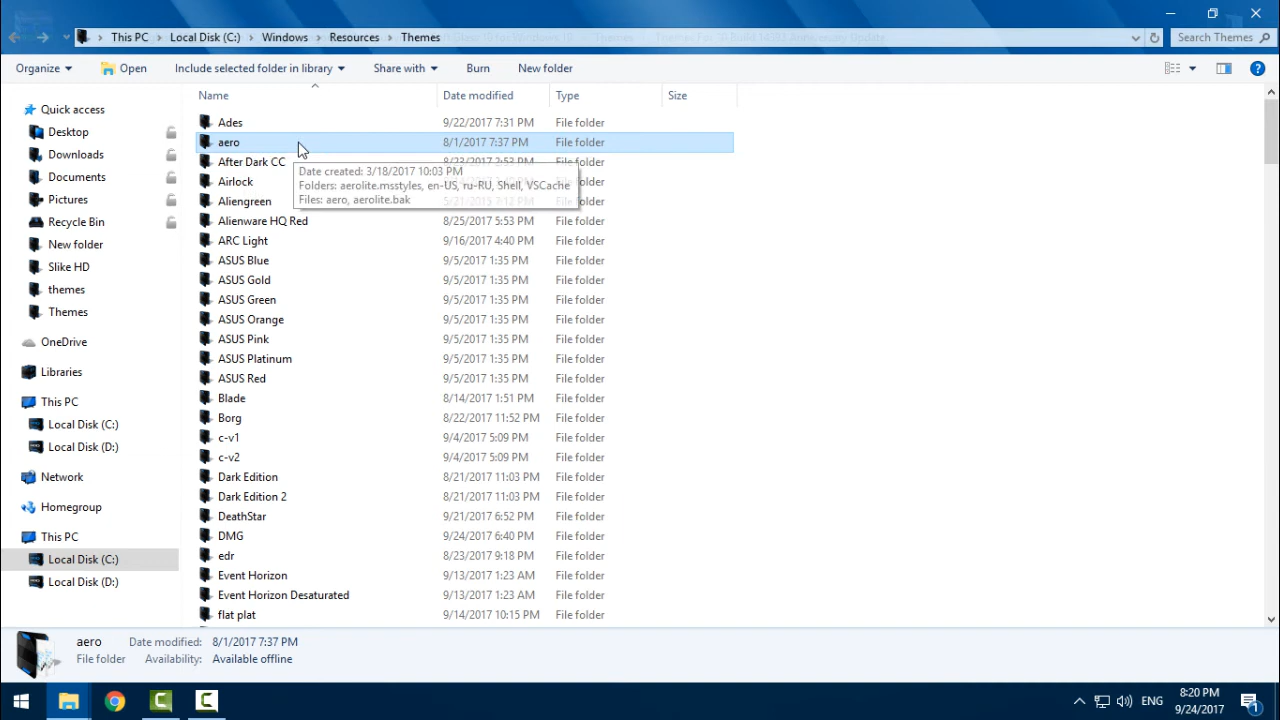 This PC Local Disk (C:) Windows Resources Themes Search Themes
Organize Open Include selected folder in library Share with Burn New folder
Name Date modified Type Size
Quick access
Desktop
Downloads
Documents
Pictures
Recycle Bin
New folder
Slike HD
themes
Themes
OneDrive
Libraries
This PC
Local Disk (C:)
Local Disk (D:)
Network
Homegroup
This PC
Local Disk (C:)
Local Disk (D:)
Ades 9/22/2017 7:31 PM File folder
aero 8/1/2017 7:37 PM File folder
After Dark CC 8/23/2017 2:53 PM File folder
Date created: 3/18/2017 10:03 PM
Folders: aerolite.msstyles, en-US, ru-RU, Shell, VSCache
Files: aero, aerolite.bak
Airlock
Aliengreen
Alienware HQ Red 8/25/2017 5:53 PM File folder
ARC Light 9/16/2017 4:40 PM File folder
ASUS Blue 9/5/2017 1:35 PM File folder
ASUS Gold 9/5/2017 1:35 PM File folder
ASUS Green 9/5/2017 1:35 PM File folder
ASUS Orange 9/5/2017 1:35 PM File folder
ASUS Pink 9/5/2017 1:35 PM File folder
ASUS Platinum 9/5/2017 1:35 PM File folder
ASUS Red 9/5/2017 1:35 PM File folder
Blade 8/14/2017 1:51 PM File folder
Borg 8/22/2017 11:52 PM File folder
c-v1 9/4/2017 5:09 PM File folder
c-v2 9/4/2017 5:09 PM File folder
Dark Edition 8/21/2017 11:03 PM File folder
Dark Edition 2 8/21/2017 11:03 PM File folder
DeathStar 9/21/2017 6:52 PM File folder
DMG 9/24/2017 6:40 PM File folder
edr 8/23/2017 9:18 PM File folder
Event Horizon 9/13/2017 1:23 AM File folder
Event Horizon Desaturated 9/13/2017 1:23 AM File folder
flat plat 9/14/2017 10:15 PM File folder
aero Date modified: 8/1/2017 7:37 PM
File folder Availability: Available offline
ENG
8:20 PM
9/24/2017
1